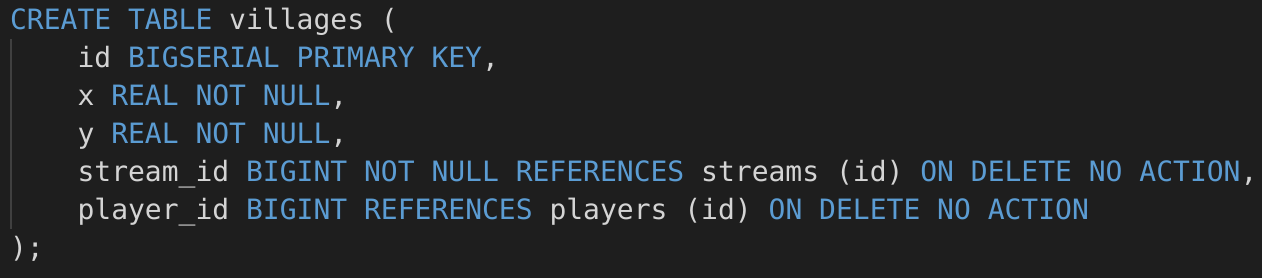 CREATE TABLE villages (
    id BIGSERIAL PRIMARY KEY,
    x REAL NOT NULL,
    y REAL NOT NULL,
    stream_id BIGINT NOT NULL REFERENCES streams (id) ON DELETE NO ACTION,
    player_id BIGINT REFERENCES players (id) ON DELETE NO ACTION
);